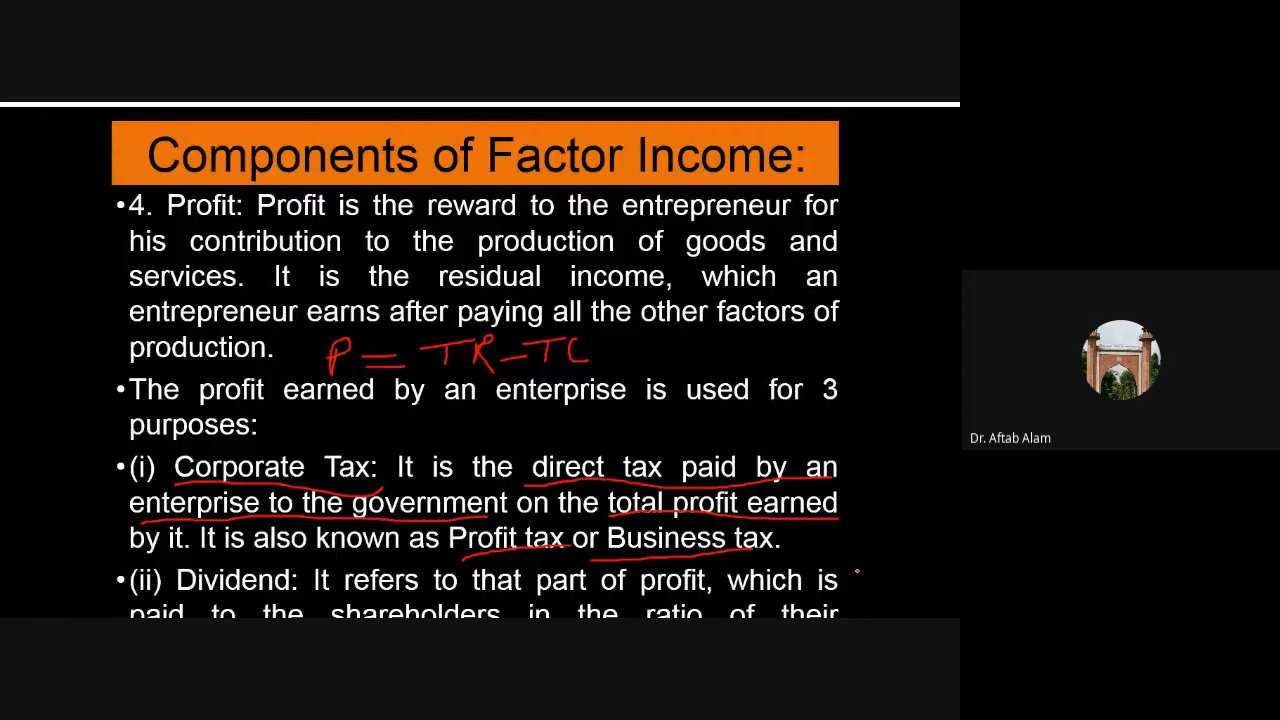 Components of Factor Income:
•4. Profit: Profit is the reward to the entrepreneur for
his contribution to the production of goods and
services. It is the residual income, which an
entrepreneur earns after paying all the other factors of
production. P = TR - TC
•The profit earned by an enterprise is used for 3
purposes:
•(i) Corporate Tax: It is the direct tax paid by an
enterprise to the government on the total profit earned
by it. It is also known as Profit tax or Business tax.
•(ii) Dividend: It refers to that part of profit, which is
paid to the shareholders in the ratio of their
Dr. Aftab Alam